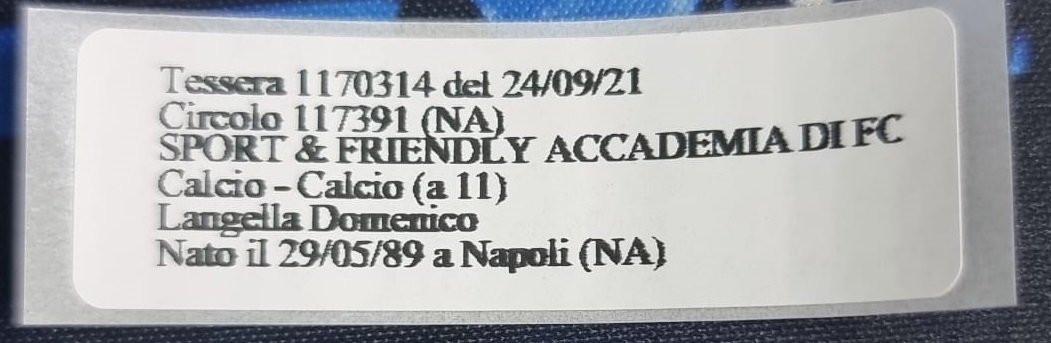 Tessera 1170314 del 24/09/21
Circolo 117391 (NA)
SPORT & FRIENDLY ACCADEMIA DI FC
Calcio - Calcio (a 11)
Langella Domenico
Nato il 29/05/89 a Napoli (NA)